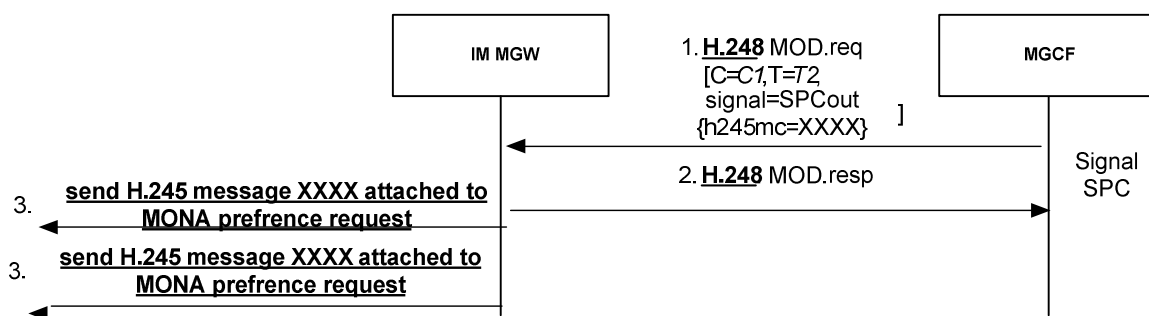 IM MGW
MGCF
1. H.248 MOD.req
[C=C1,T=T2,
signal=SPCout
{h245mc=XXXX}
]
2. H.248 MOD.resp
Signal
SPC
3. send H.245 message XXXX attached to
MONA prefrence request
3. send H.245 message XXXX attached to
MONA prefrence request